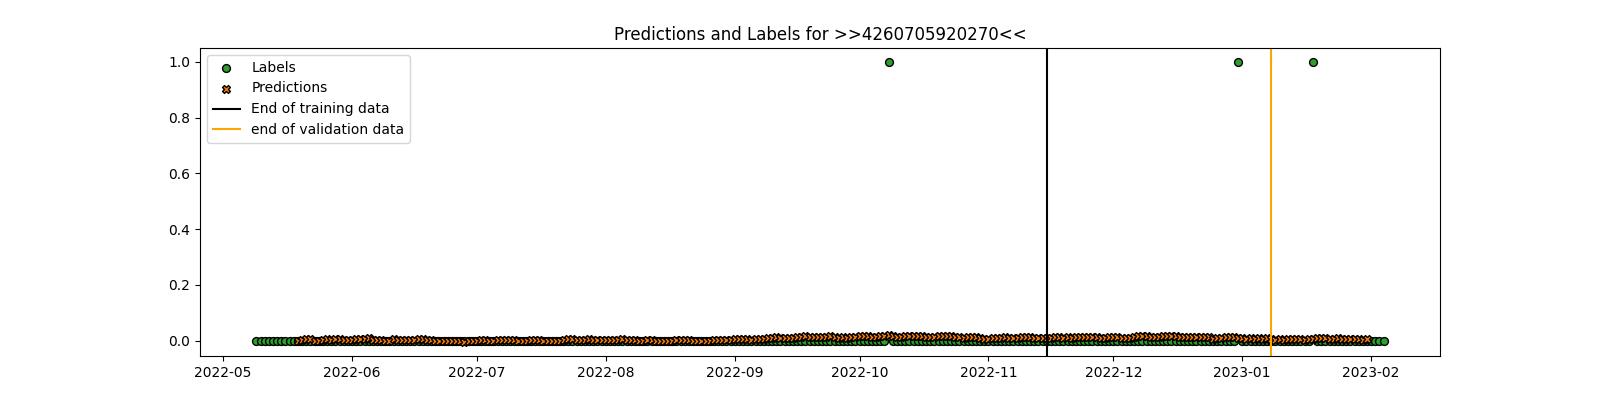 Predictions and Labels for >>4260705920270<<
Labels
Predictions
End of training data
end of validation data
1.0
0.8
0.6
0.4
0.2
0.0
2022-05 2022-06 2022-07 2022-08 2022-09 2022-10 2022-11 2022-12 2023-01 2023-02